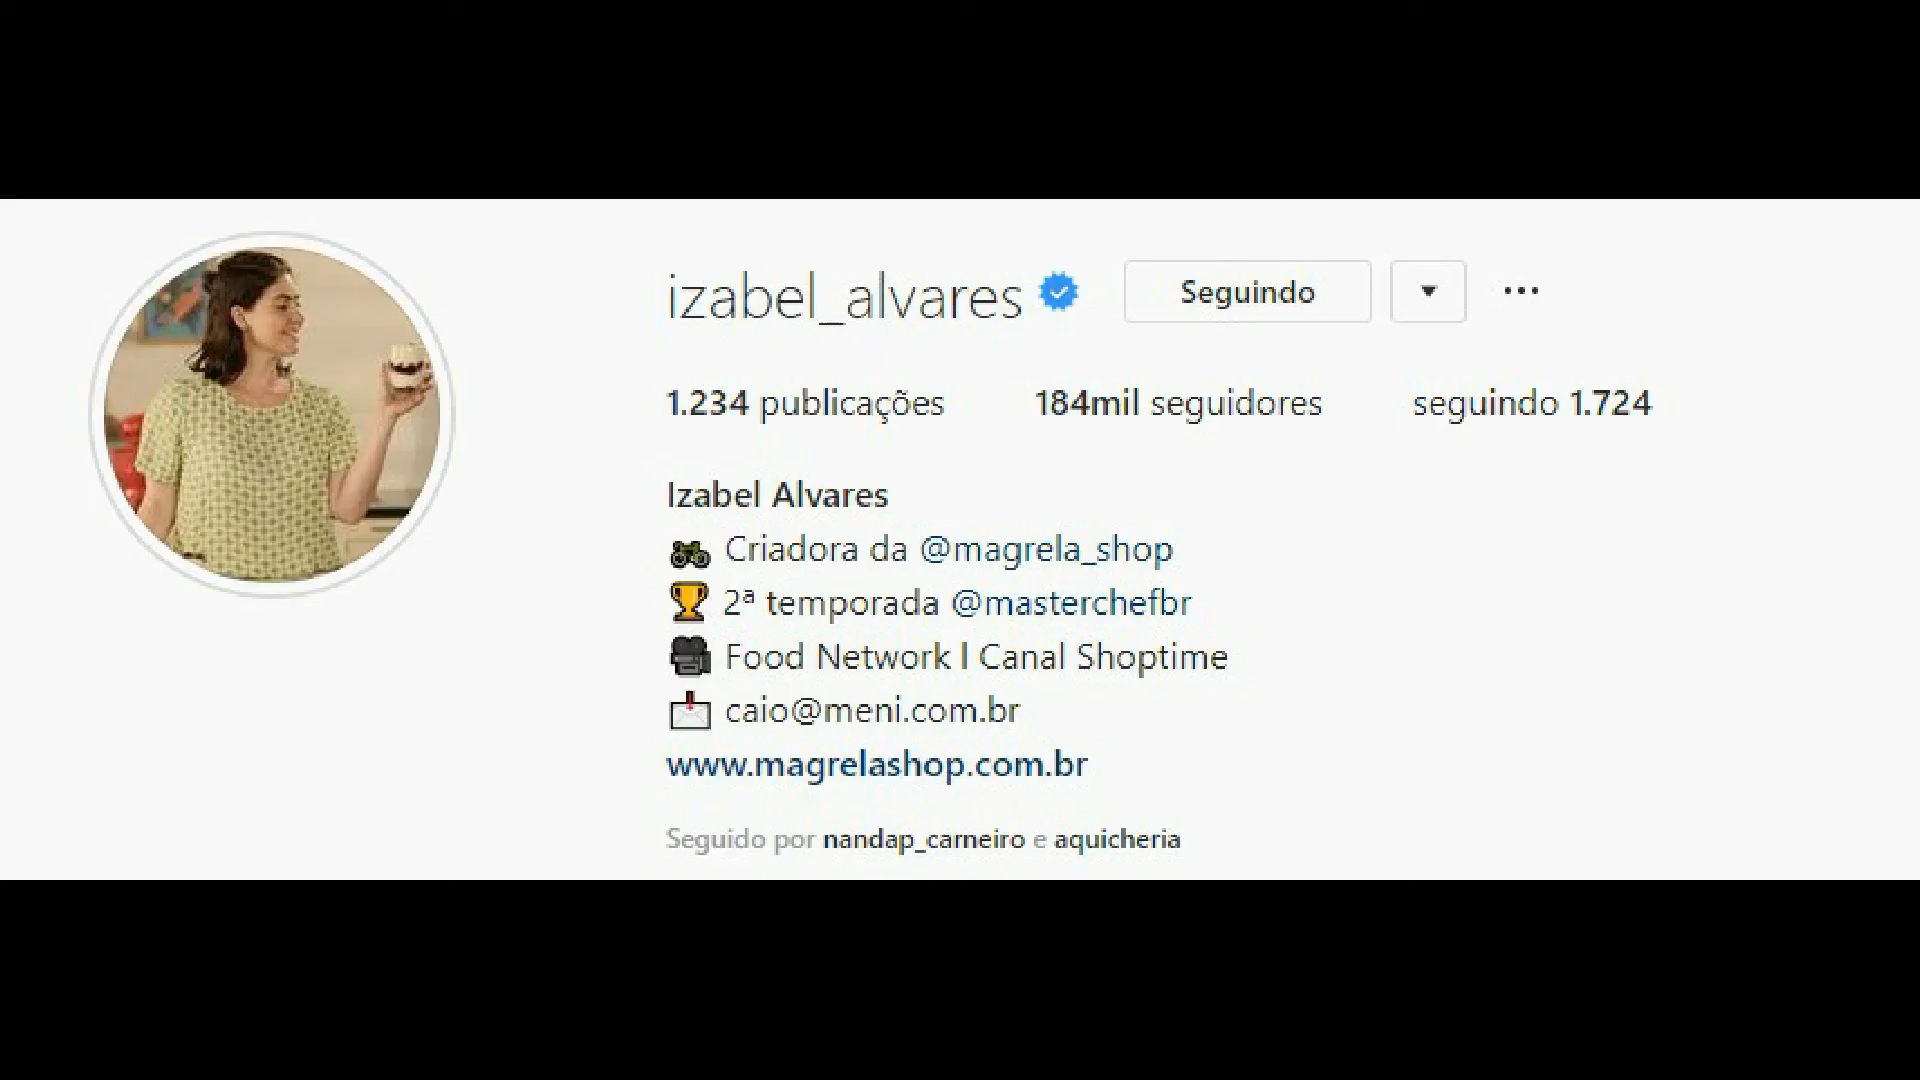 izabel_alvares Seguindo
1.234 publicações 184mil seguidores seguindo 1.724
Izabel Alvares
Criadora da @magrela_shop
2ª temporada @masterchefbr
Food Network l Canal Shoptime
caio@meni.com.br
www.magrelashop.com.br
Seguido por nandap_carneiro e aquicheria